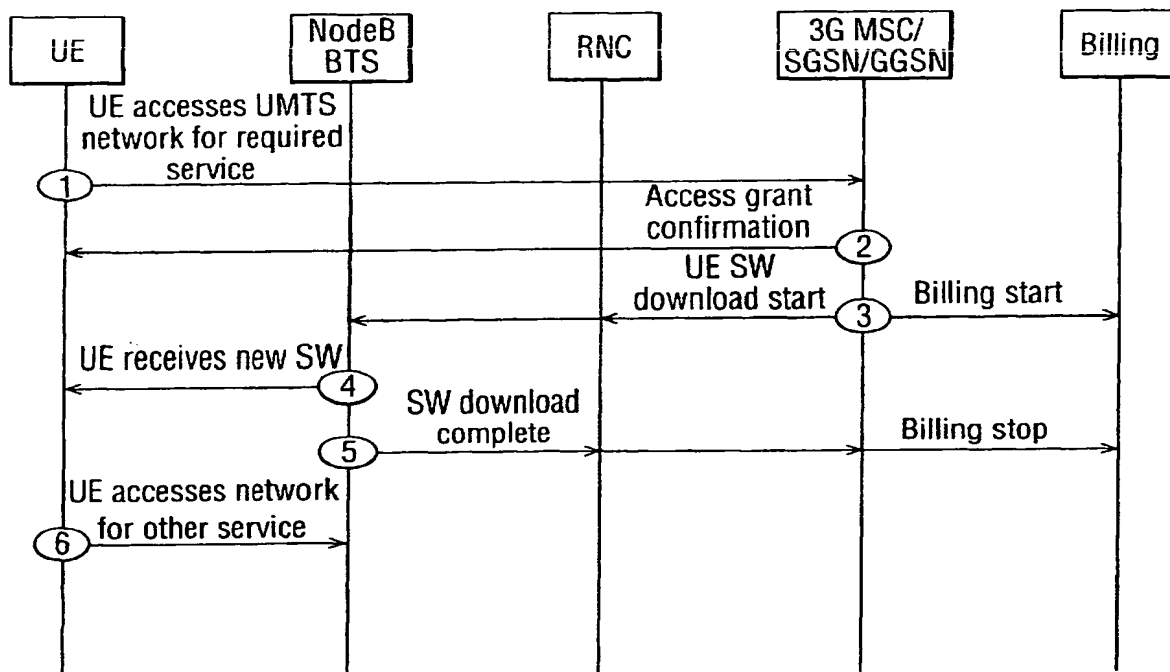 UE
NodeB
BTS
RNC
3G MSC/
SGSN/GGSN
Billing
UE accesses UMTS
network for required
service
1
Access grant
confirmation
2
UE SW
download start
3
Billing start
UE receives new SW
4
SW download
complete
5
Billing stop
UE accesses network
for other service
6